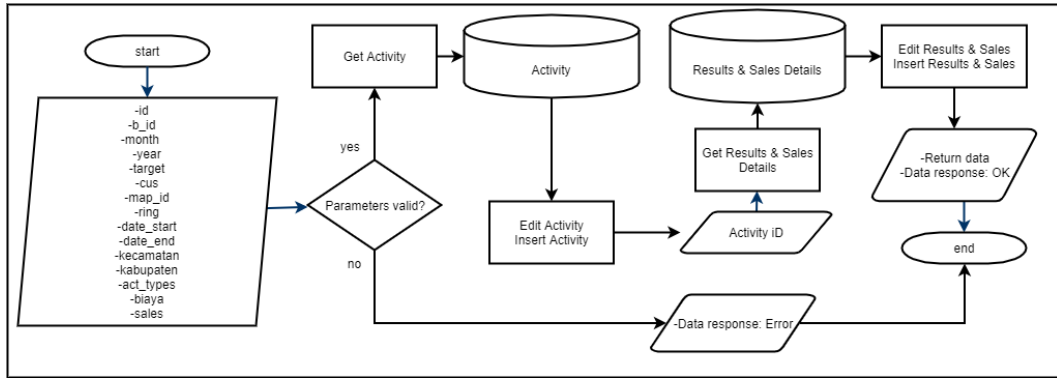 start
-id
-b_id
-month
-year
-target
-cus
-map_id
-ring
-date_start
-date_end
-kecamatan
-kabupaten
-act_types
-biaya
-sales
Parameters valid?
yes
no
Get Activity
Activity
Edit Activity
Insert Activity
Activity iD
Get Results & Sales
Details
Results & Sales Details
Edit Results & Sales
Insert Results & Sales
-Return data
-Data response: OK
-Data response: Error
end